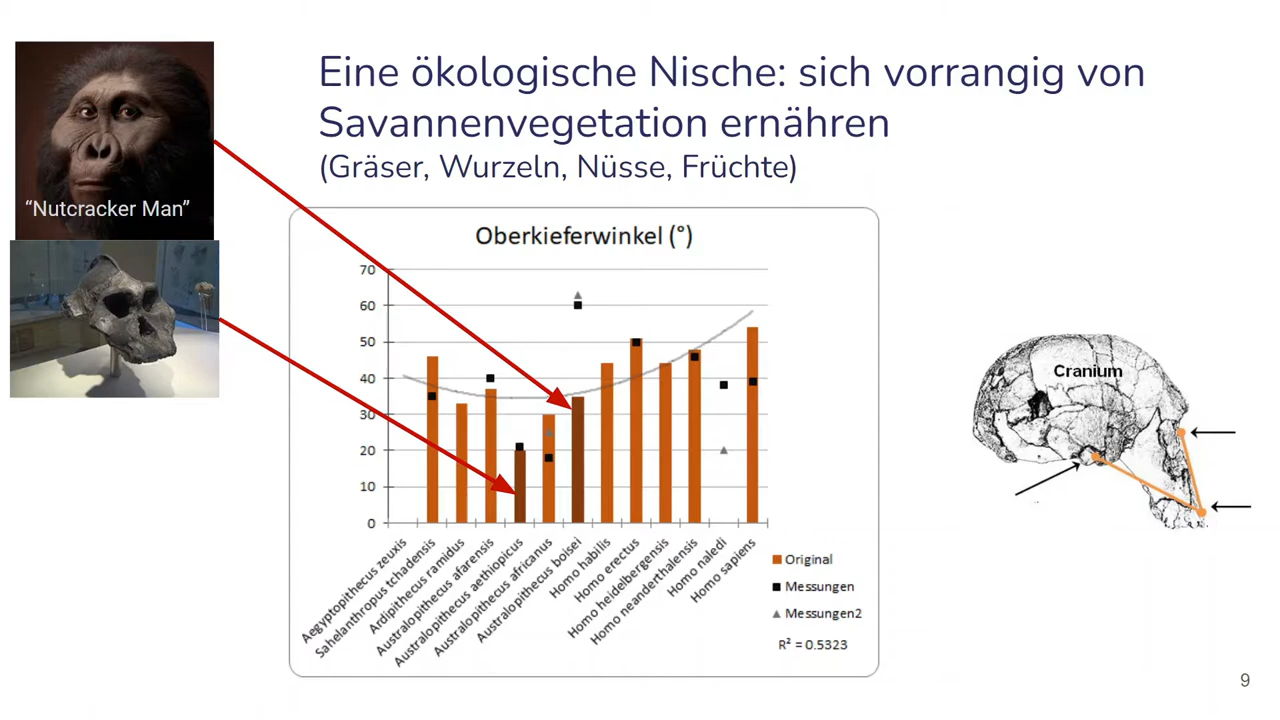 Eine ökologische Nische: sich vorrangig von
Savannenvegetation ernähren
(Gräser, Wurzeln, Nüsse, Früchte)
“Nutcracker Man”
Oberkieferwinkel (°)
70
60
50
40
30
20
10
0
Aegyptopithecus zeuxis
Sahelanthropus tchadensis
Ardipithecus ramidus
Australopithecus afarensis
Australopithecus aethiopicus
Australopithecus africanus
Australopithecus boisei
Homo habilis
Homo erectus
Homo heidelbergensis
Homo neanderthalensis
Homo naledi
Homo sapiens
Original
Messungen
Messungen2
R² = 0.5323
Cranium
9